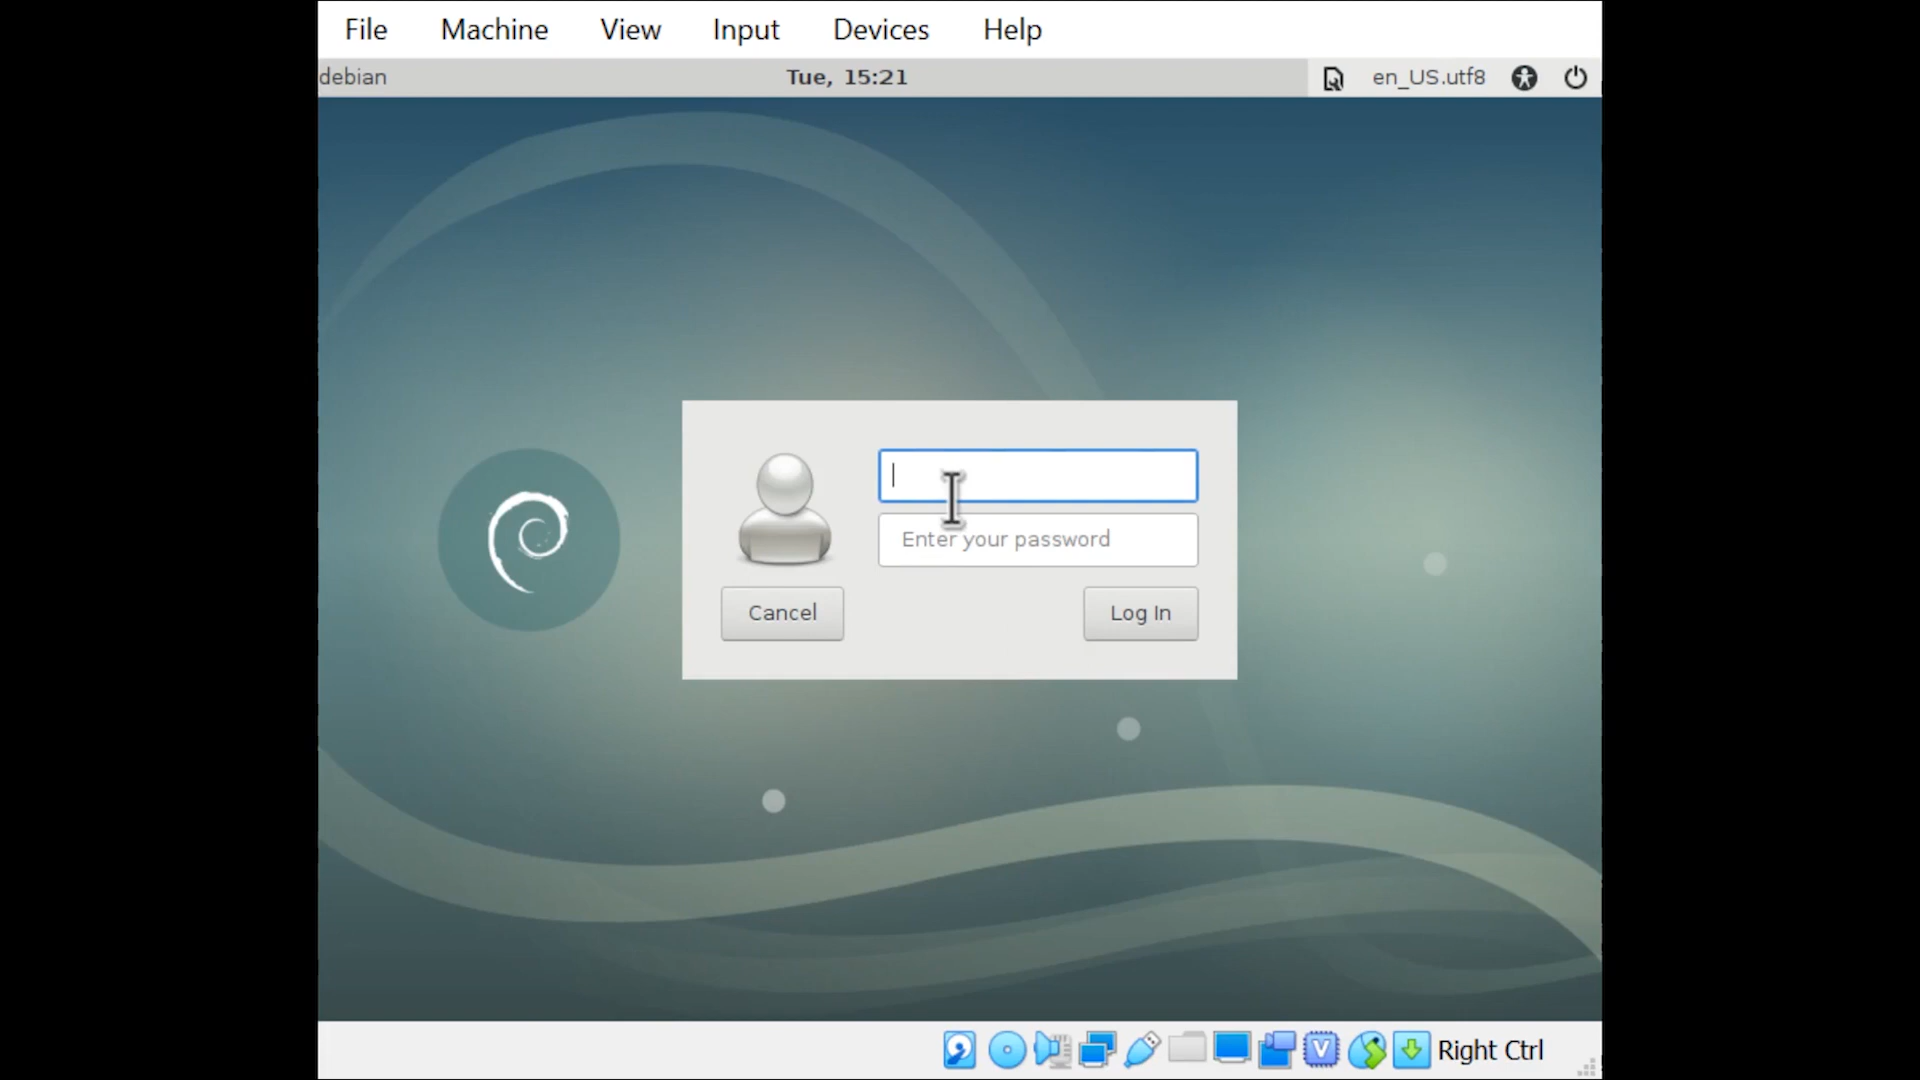 File Machine View Input Devices Help
debian Tue, 15:21 en_US.utf8
Enter your password
Cancel Log In
V Right Ctrl